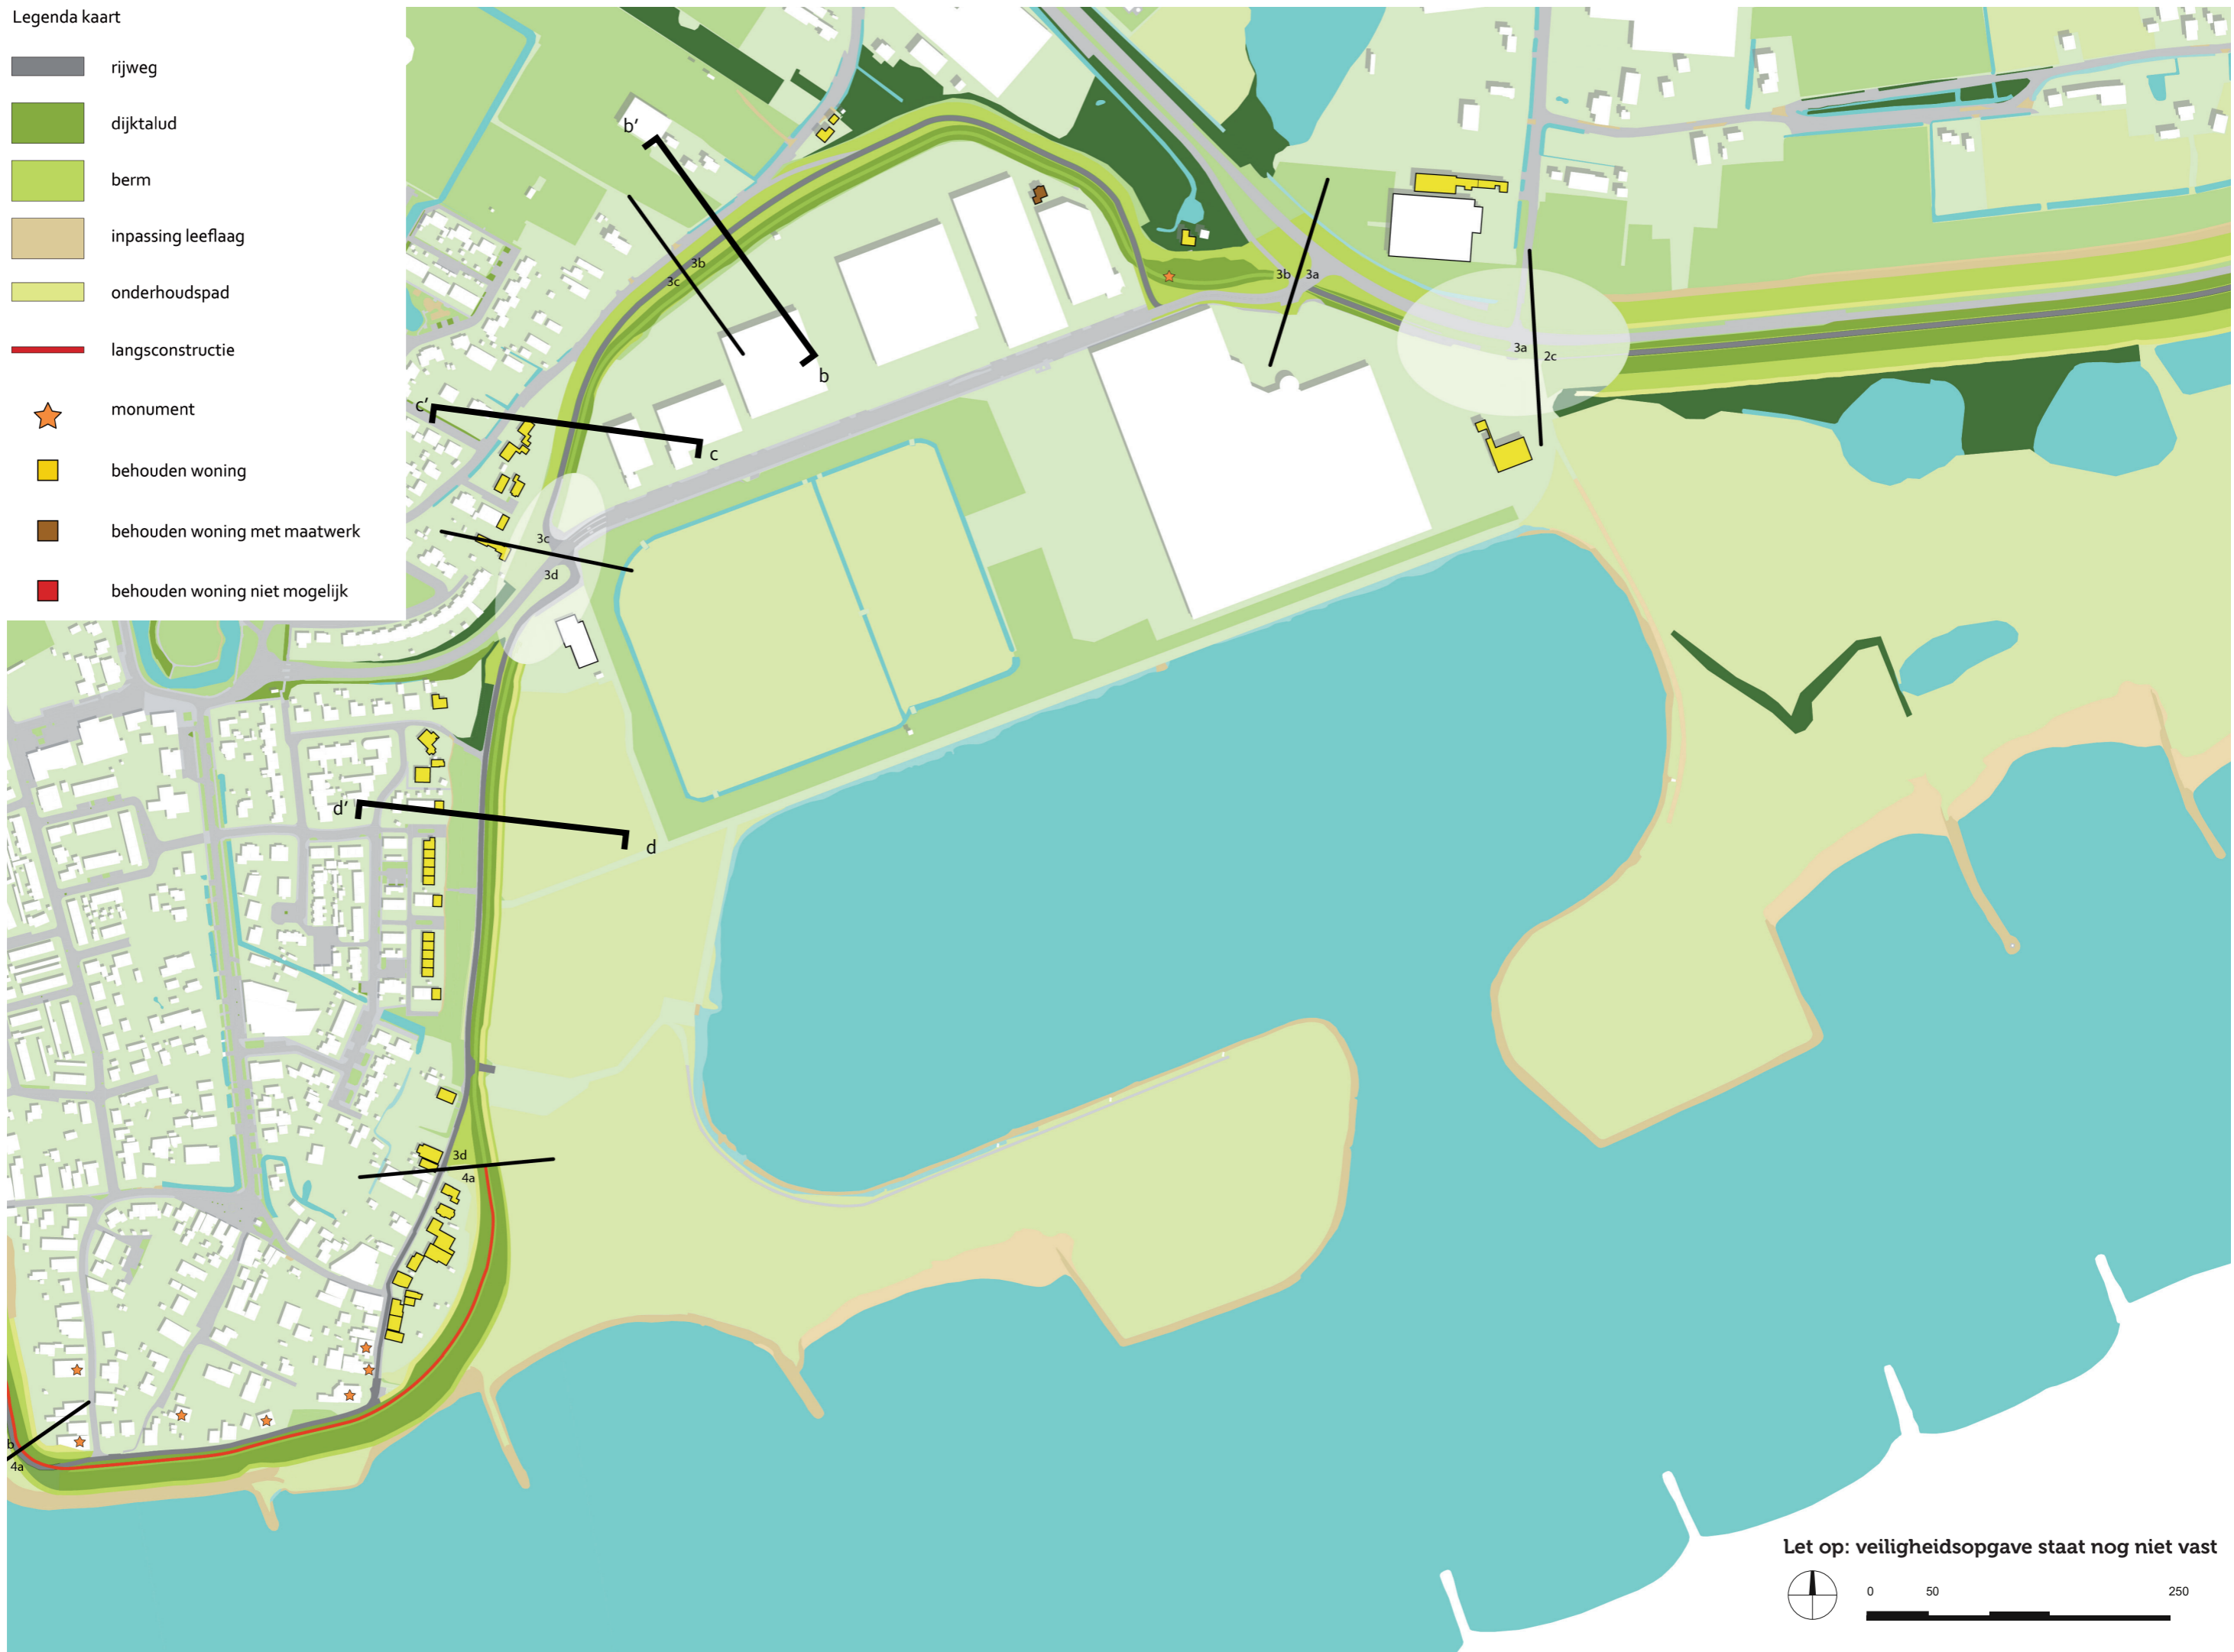 Legenda kaart
rijweg
dijktalud
berm
inpassing leeflaag
onderhoudspad
langsconstructie
monument
behouden woning
behouden woning met maatwerk
behouden woning niet mogelijk
b'
3b
3c
b
3b 3a
3a
2c
c'
c
3c
3d
d'
d
3d
4a
b
4a
Let op: veiligheidsopgave staat nog niet vast
0 50 250